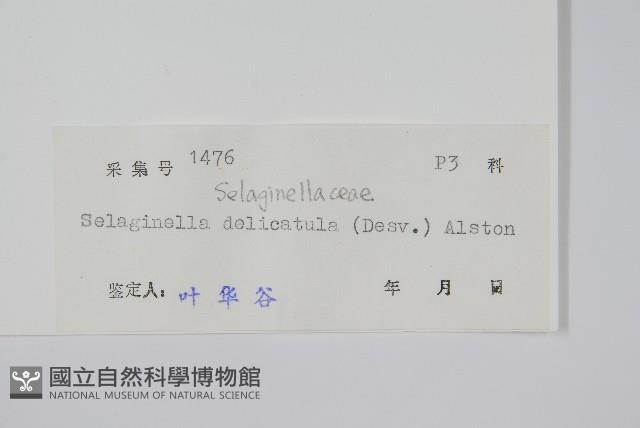 采集号 1476 P3 科
Selaginellaceae
Selaginella delicatula (Desv.) Alston
鉴定人: 叶华谷 年 月 日
國立自然科學博物館
NATIONAL MUSEUM OF NATURAL SCIENCE